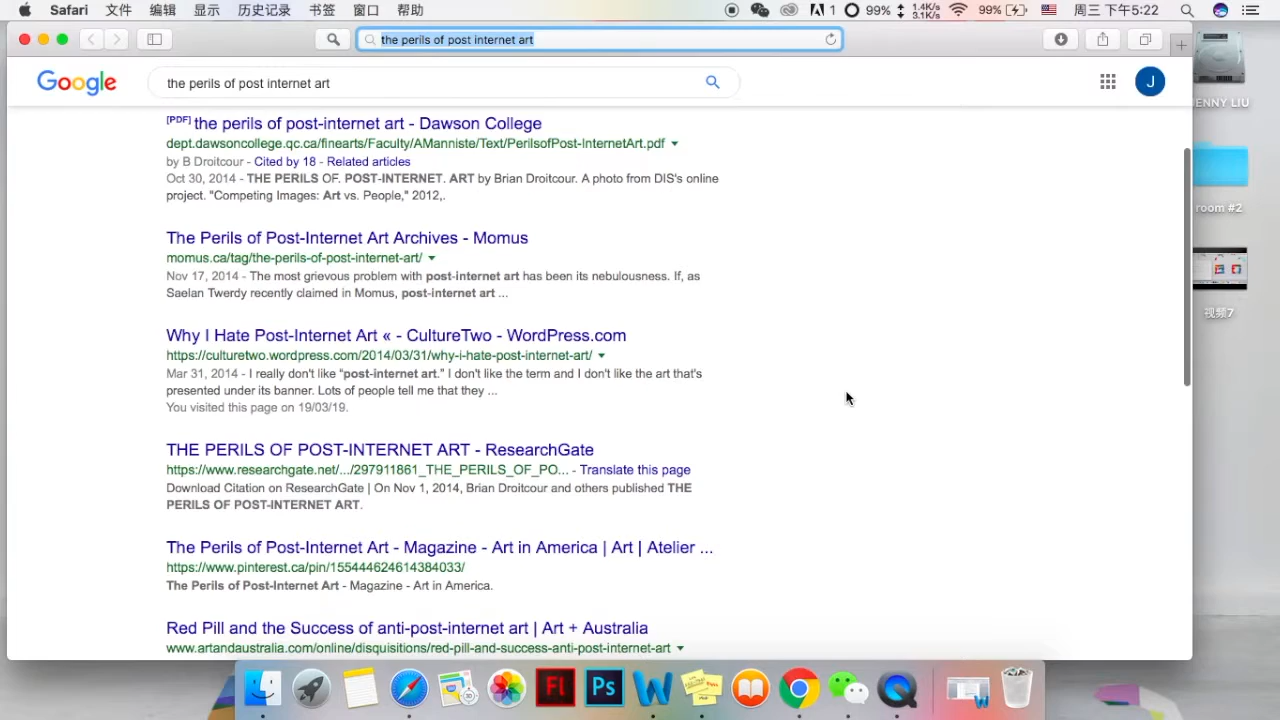 Safari 文件 编辑 显示 历史记录 书签 窗口 帮助 1 99% 99% 周三 下午5:22
the perils of post internet art
Google the perils of post internet art J
ENNY LIU
[PDF] the perils of post-internet art - Dawson College
dept.dawsoncollege.qc.ca/finearts/Faculty/AManniste/Text/PerilsofPost-InternetArt.pdf
by B Droitcour - Cited by 18 - Related articles
Oct 30, 2014 - THE PERILS OF. POST-INTERNET. ART by Brian Droitcour. A photo from DIS's online
project. "Competing Images: Art vs. People," 2012,.
room #2
The Perils of Post-Internet Art Archives - Momus
momus.ca/tag/the-perils-of-post-internet-art/
Nov 17, 2014 - The most grievous problem with post-internet art has been its nebulousness. If, as
Saelan Twerdy recently claimed in Momus, post-internet art ...
视频7
Why I Hate Post-Internet Art « - CultureTwo - WordPress.com
https://culturetwo.wordpress.com/2014/03/31/why-i-hate-post-internet-art/
Mar 31, 2014 - I really don't like "post-internet art." I don't like the term and I don't like the art that's
presented under its banner. Lots of people tell me that they ...
You visited this page on 19/03/19.
THE PERILS OF POST-INTERNET ART - ResearchGate
https://www.researchgate.net/.../297911861_THE_PERILS_OF_PO... - Translate this page
Download Citation on ResearchGate | On Nov 1, 2014, Brian Droitcour and others published THE
PERILS OF POST-INTERNET ART.
The Perils of Post-Internet Art - Magazine - Art in America | Art | Atelier ...
https://www.pinterest.ca/pin/155444624614384033/
The Perils of Post-Internet Art - Magazine - Art in America.
Red Pill and the Success of anti-post-internet art | Art + Australia
www.artandaustralia.com/online/disquisitions/red-pill-and-success-anti-post-internet-art
Fl Ps